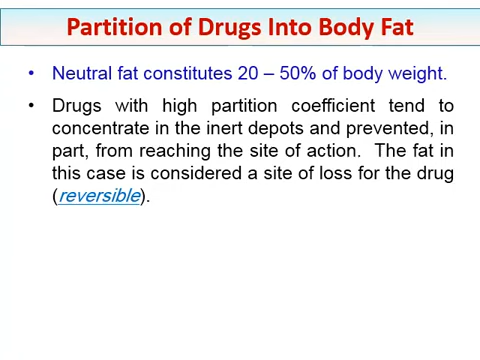 Partition of Drugs Into Body Fat
• Neutral fat constitutes 20 – 50% of body weight.
• Drugs with high partition coefficient tend to
concentrate in the inert depots and prevented, in
part, from reaching the site of action. The fat in
this case is considered a site of loss for the drug
(reversible).